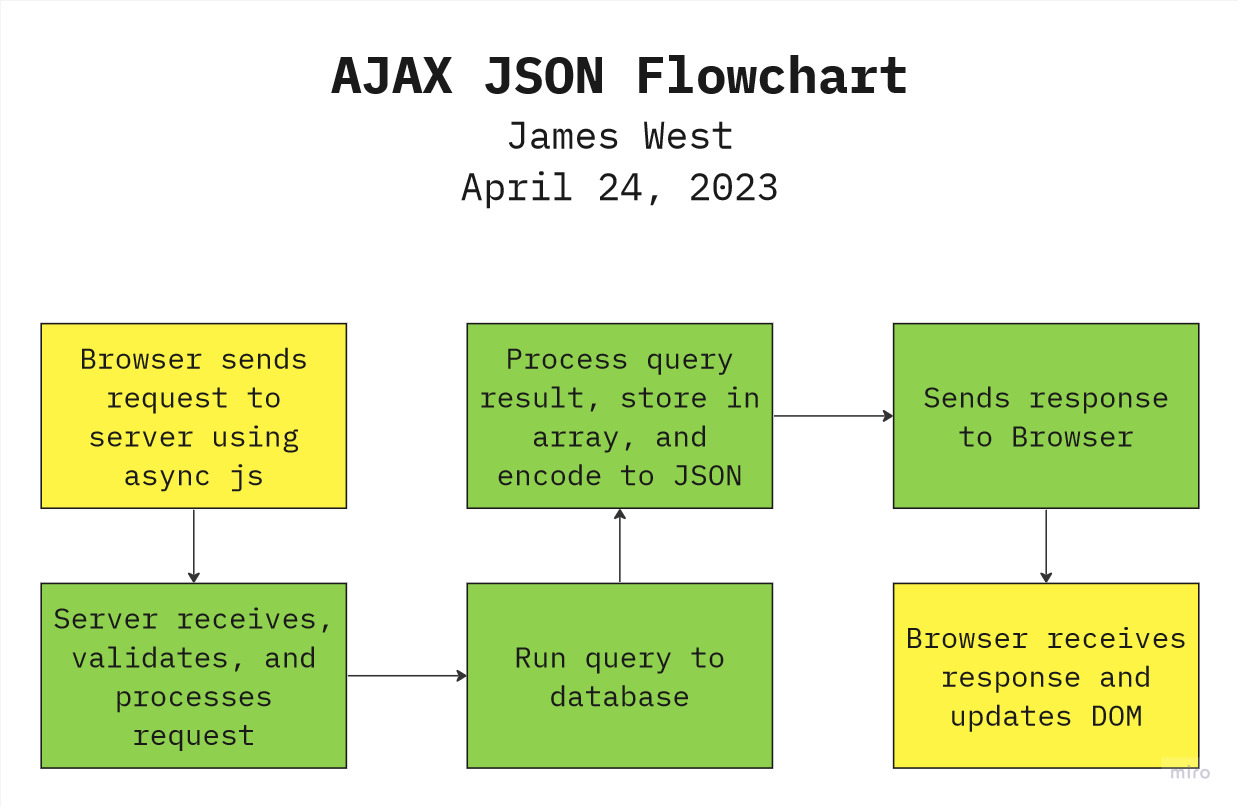 AJAX JSON Flowchart
James West
April 24, 2023
Browser sends
request to
server using
async js
Server receives,
validates, and
processes
request
Run query to
database
Process query
result, store in
array, and
encode to JSON
Sends response
to Browser
Browser receives
response and
updates DOM
miro